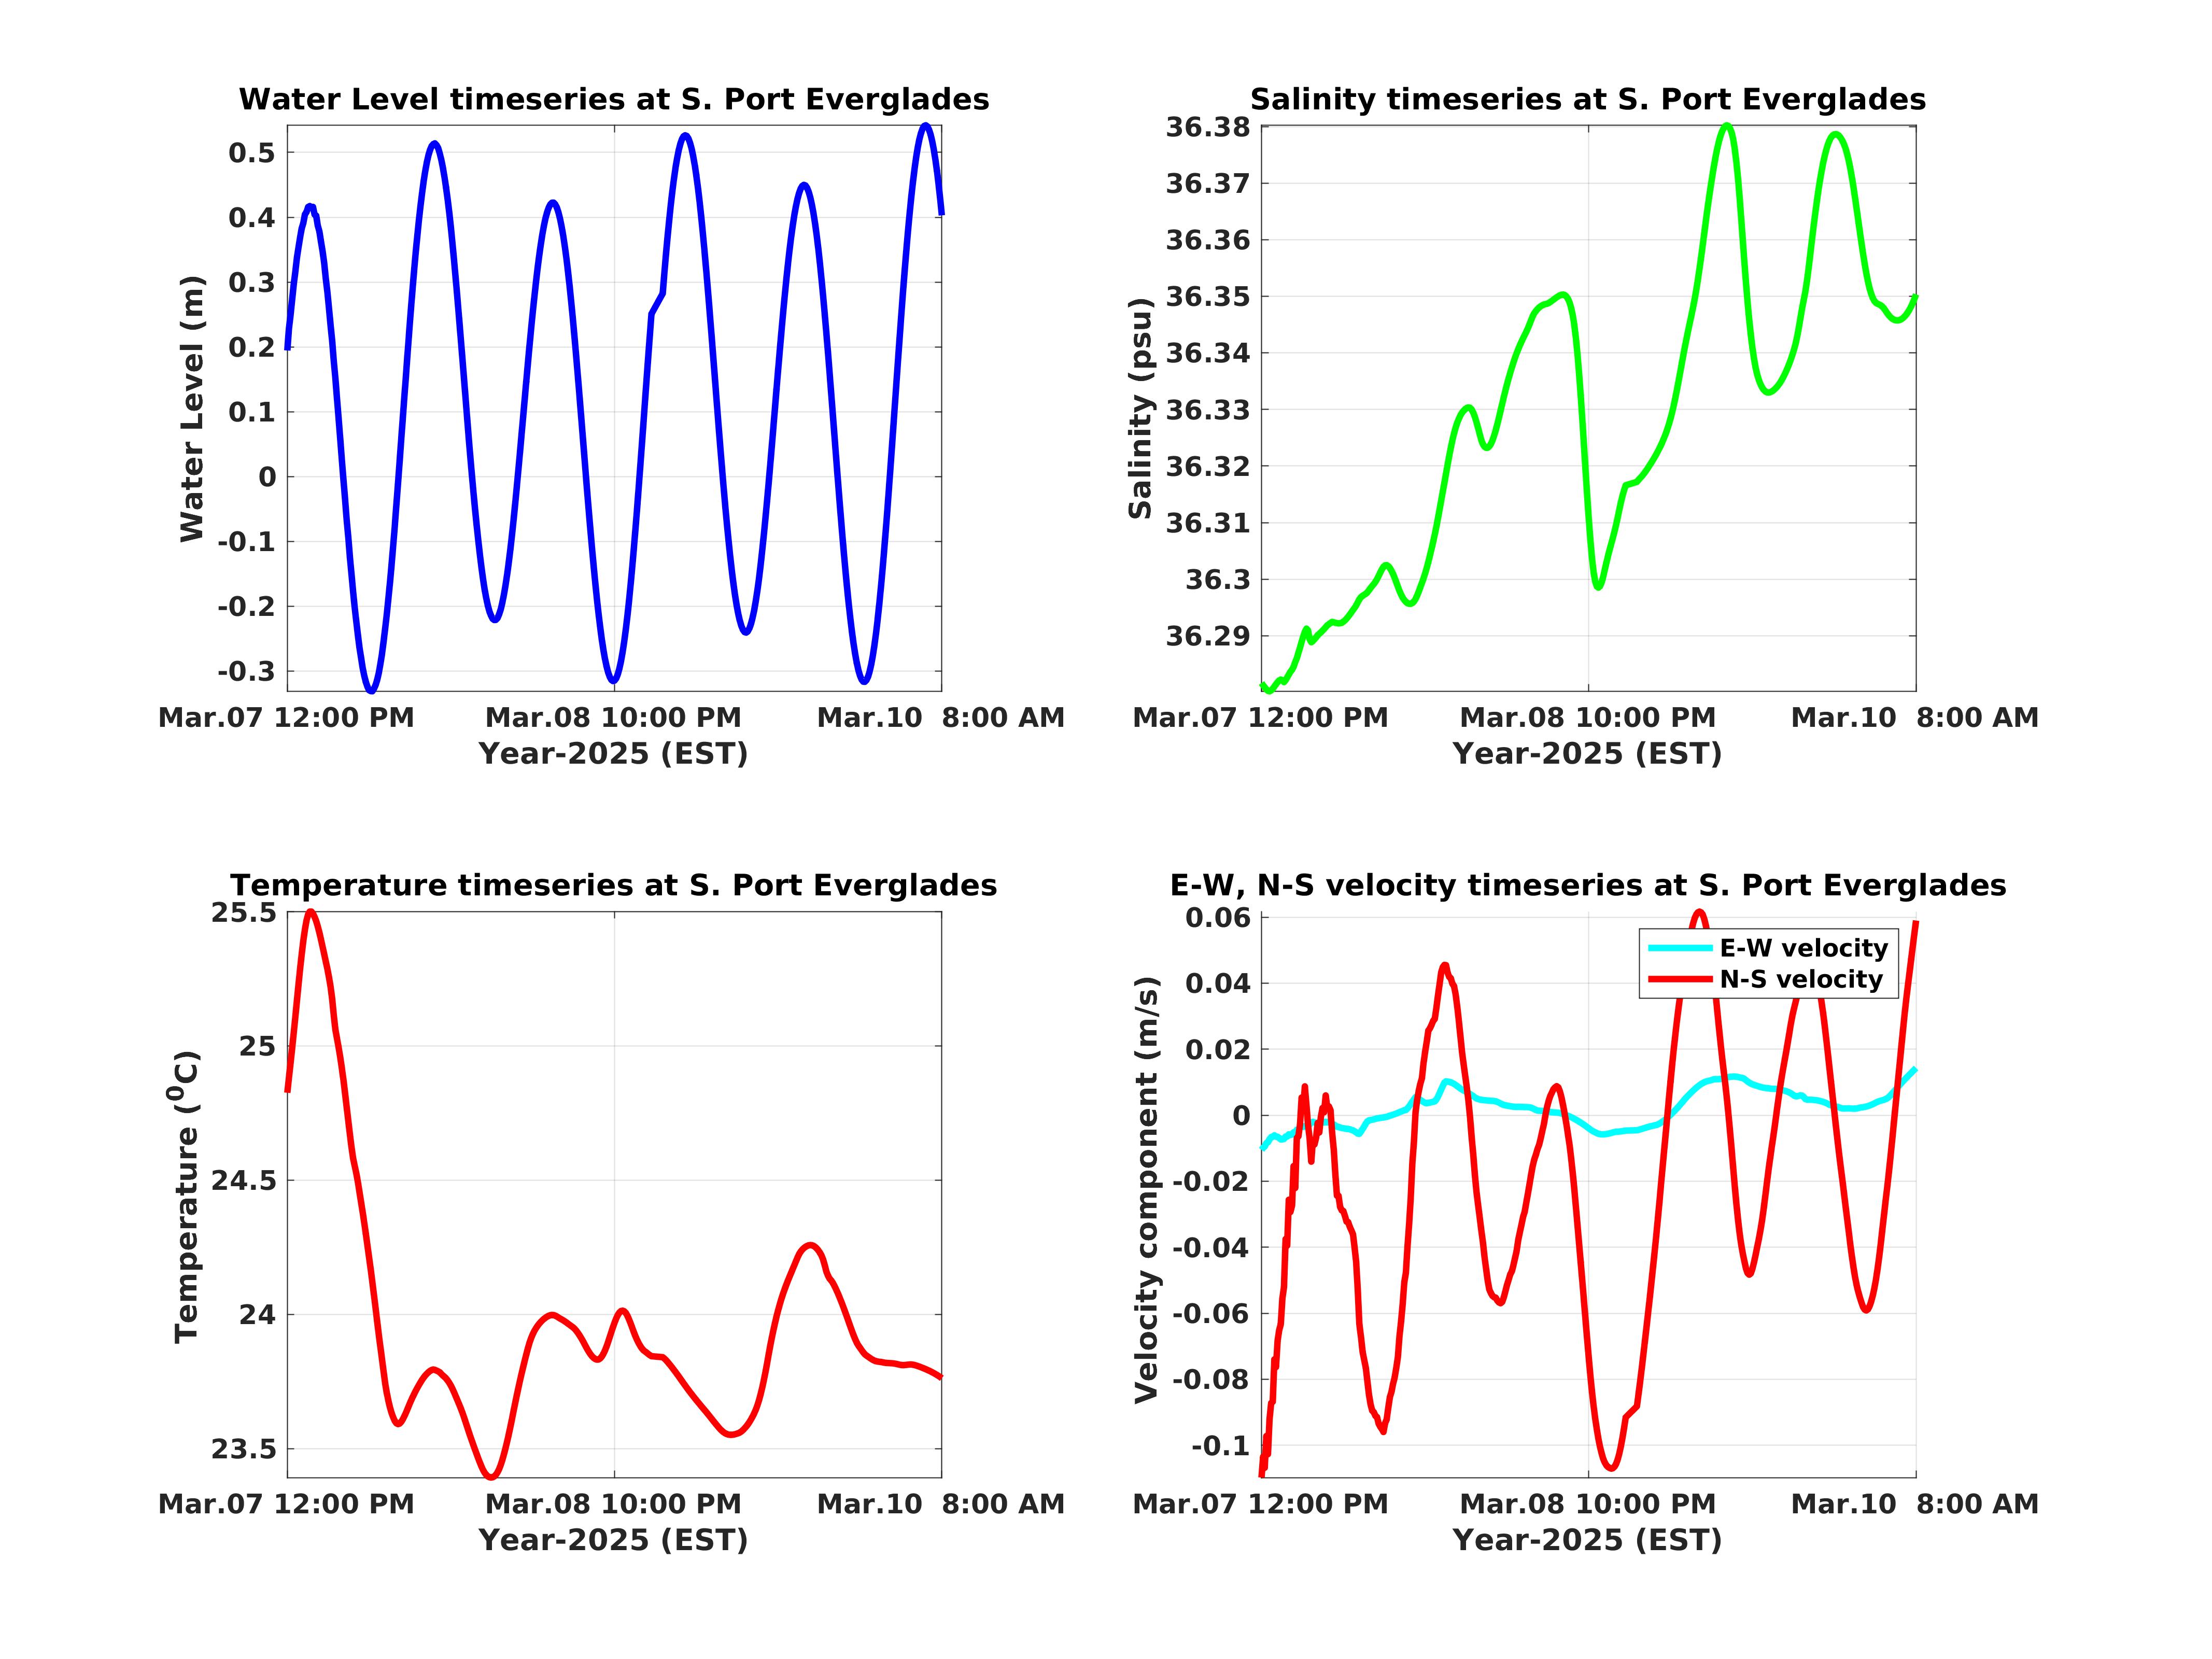 Water Level timeseries at S. Port Everglades
0.5
0.4
0.3
0.2
0.1
0
-0.1
-0.2
-0.3
Water Level (m)
Mar.07 12:00 PM Mar.08 10:00 PM Mar.10 8:00 AM
Year-2025 (EST)
Salinity timeseries at S. Port Everglades
36.38
36.37
36.36
36.35
36.34
36.33
36.32
36.31
36.3
36.29
Salinity (psu)
Mar.07 12:00 PM Mar.08 10:00 PM Mar.10 8:00 AM
Year-2025 (EST)
Temperature timeseries at S. Port Everglades
25.5
25
24.5
24
23.5
Temperature (⁰C)
Mar.07 12:00 PM Mar.08 10:00 PM Mar.10 8:00 AM
Year-2025 (EST)
E-W, N-S velocity timeseries at S. Port Everglades
0.06
0.04
0.02
0
-0.02
-0.04
-0.06
-0.08
-0.1
Velocity component (m/s)
E-W velocity
N-S velocity
Mar.07 12:00 PM Mar.08 10:00 PM Mar.10 8:00 AM
Year-2025 (EST)